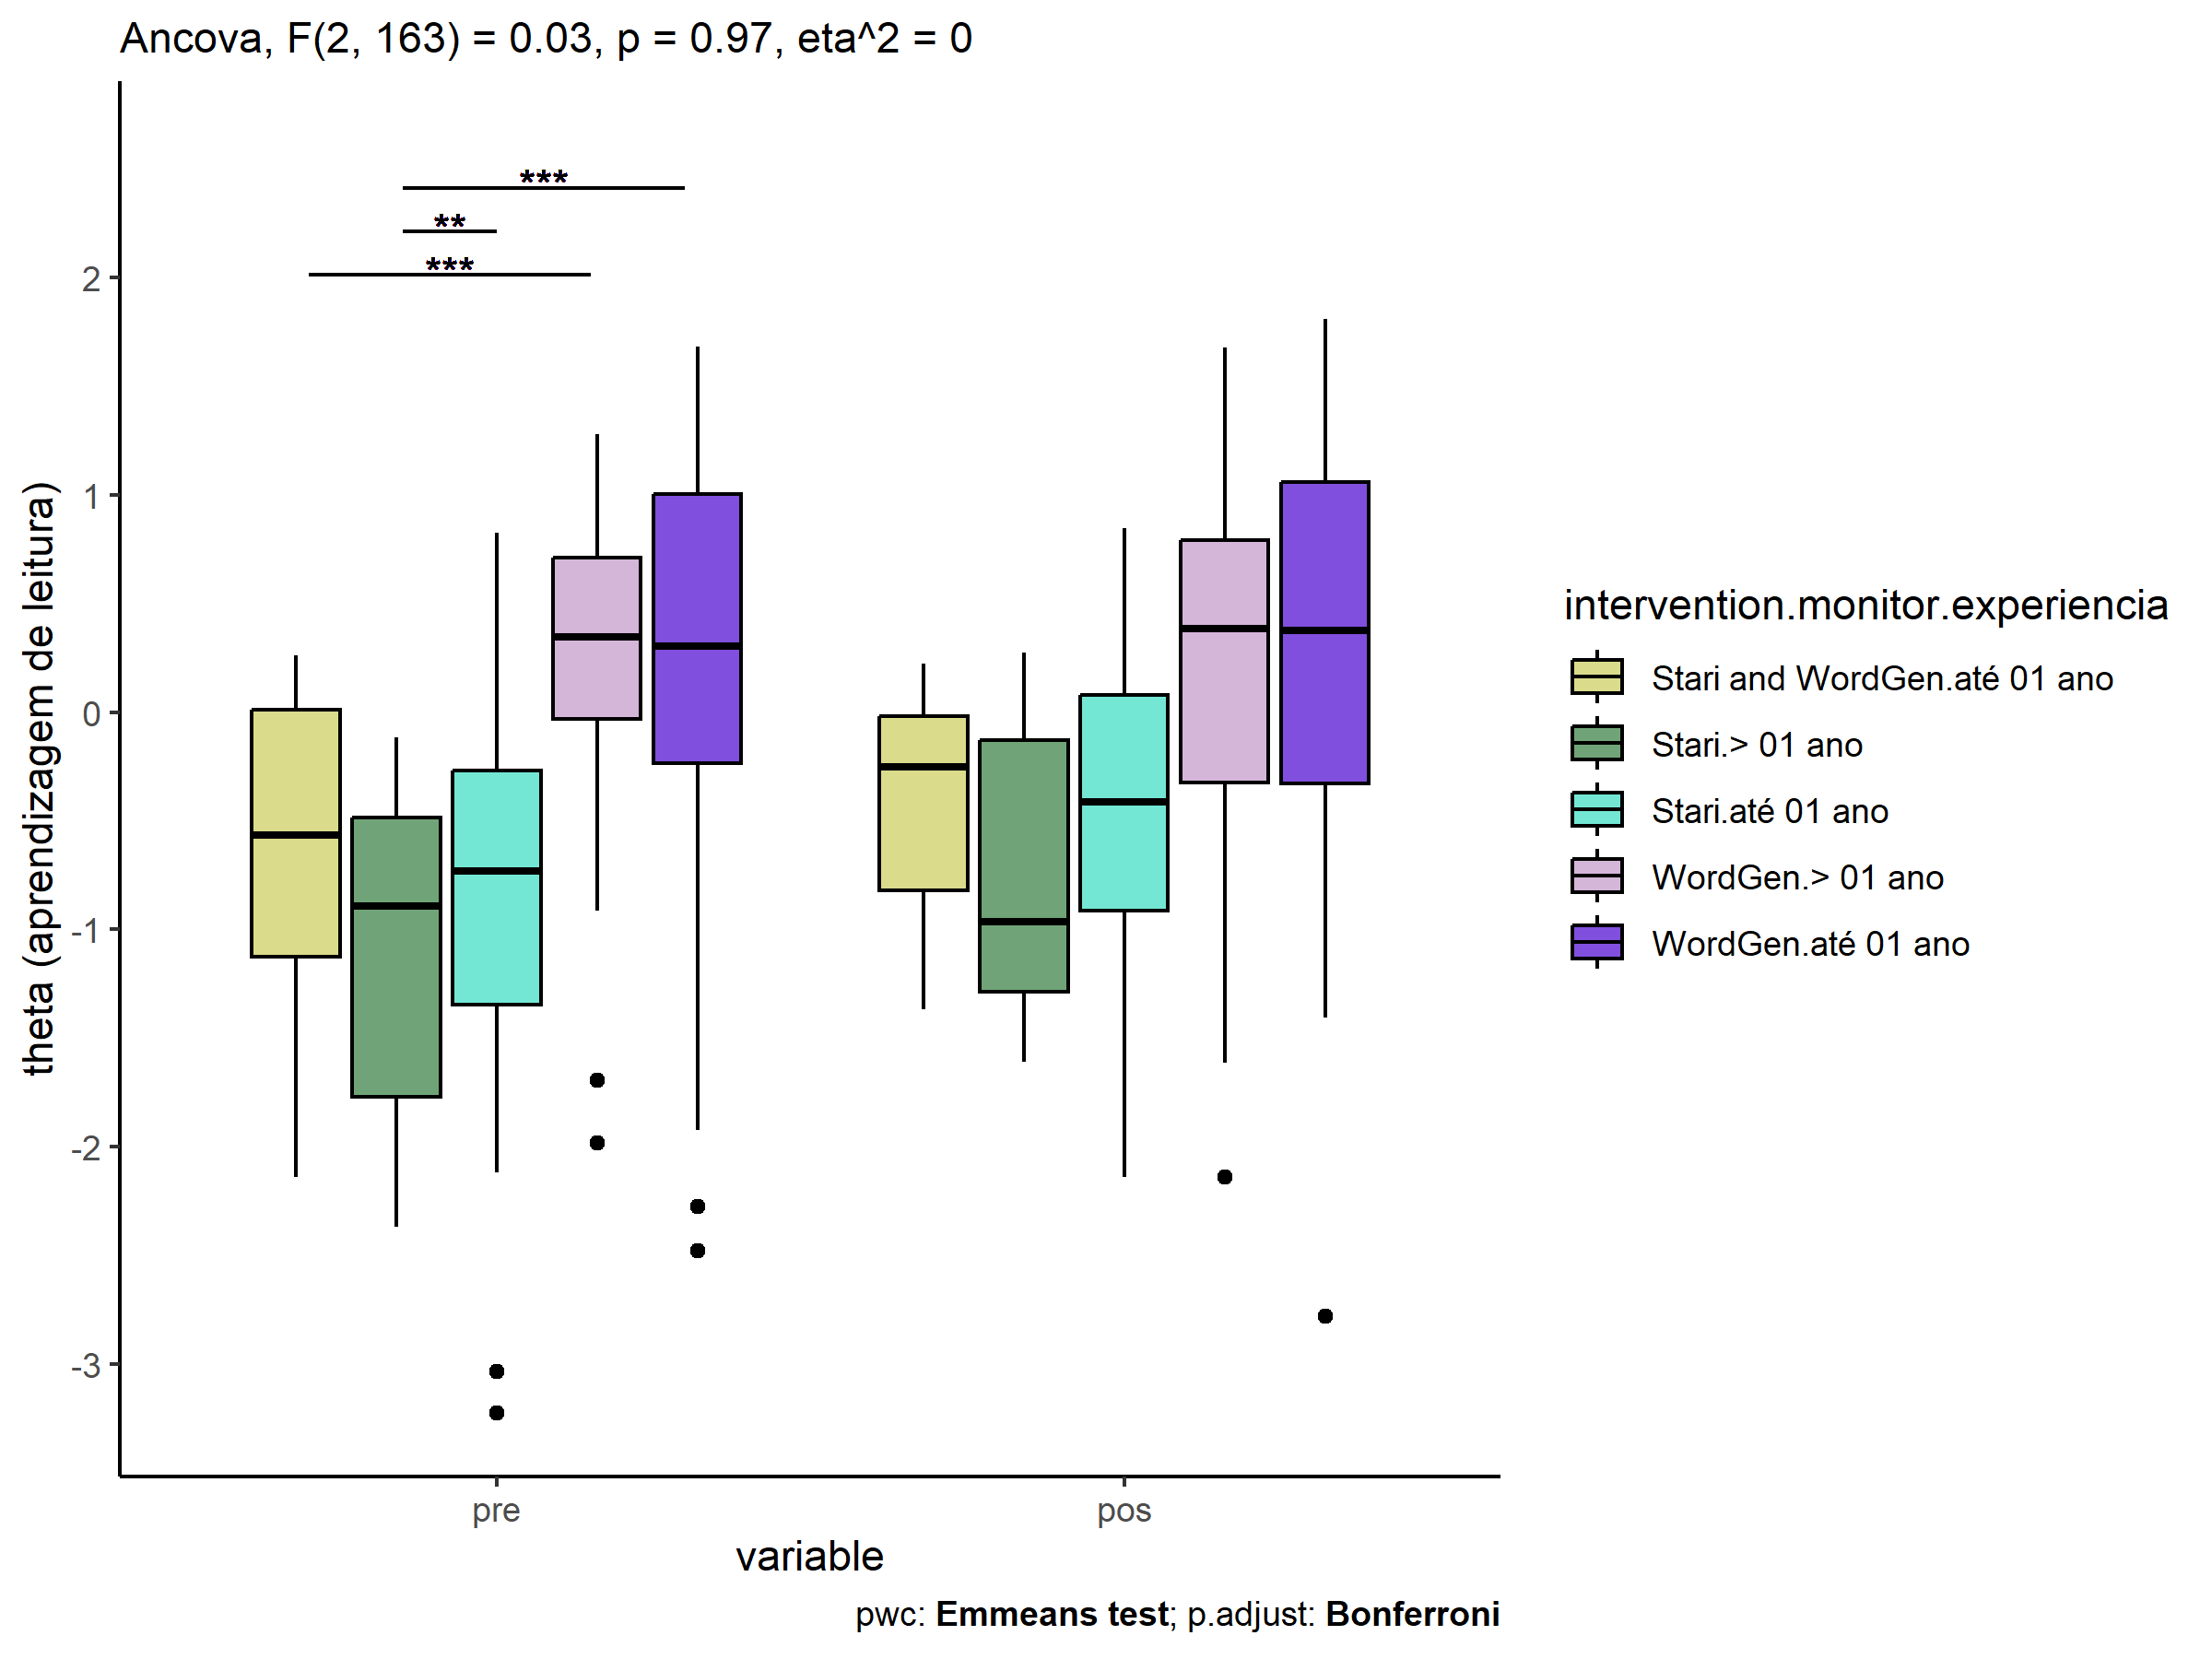 Ancova, F(2, 163) = 0.03, p = 0.97, eta^2 = 0
***
**
***
theta (aprendizagem de leitura)
2
1
0
-1
-2
-3
pre
pos
variable
intervention.monitor.experiencia
Stari and WordGen.até 01 ano
Stari.> 01 ano
Stari.até 01 ano
WordGen.> 01 ano
WordGen.até 01 ano
pwc: Emmeans test; p.adjust: Bonferroni